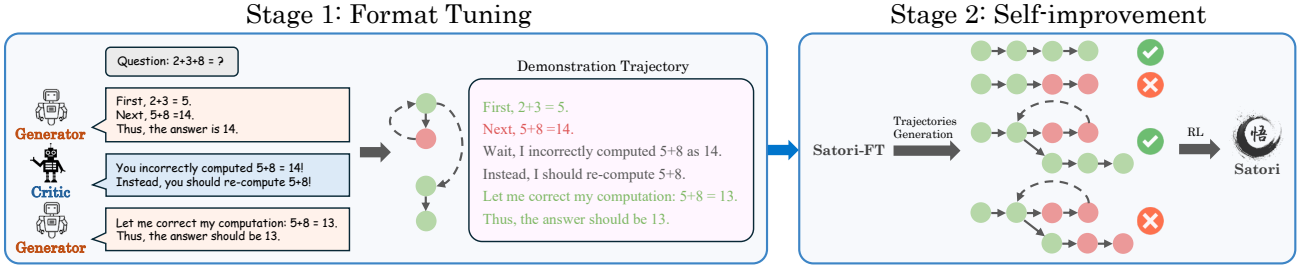 Stage 1: Format Tuning
Question: 2+3+8 = ?
Generator
First, 2+3 = 5.
Next, 5+8 =14.
Thus, the answer is 14.
Critic
You incorrectly computed 5+8 = 14!
Instead, you should re-compute 5+8!
Generator
Let me correct my computation: 5+8 = 13.
Thus, the answer should be 13.
Demonstration Trajectory
First, 2+3 = 5.
Next, 5+8 =14.
Wait, I incorrectly computed 5+8 as 14.
Instead, I should re-compute 5+8.
Let me correct my computation: 5+8 = 13.
Thus, the answer should be 13.
Stage 2: Self-improvement
Satori-FT
Trajectories
Generation
RL
悟
Satori